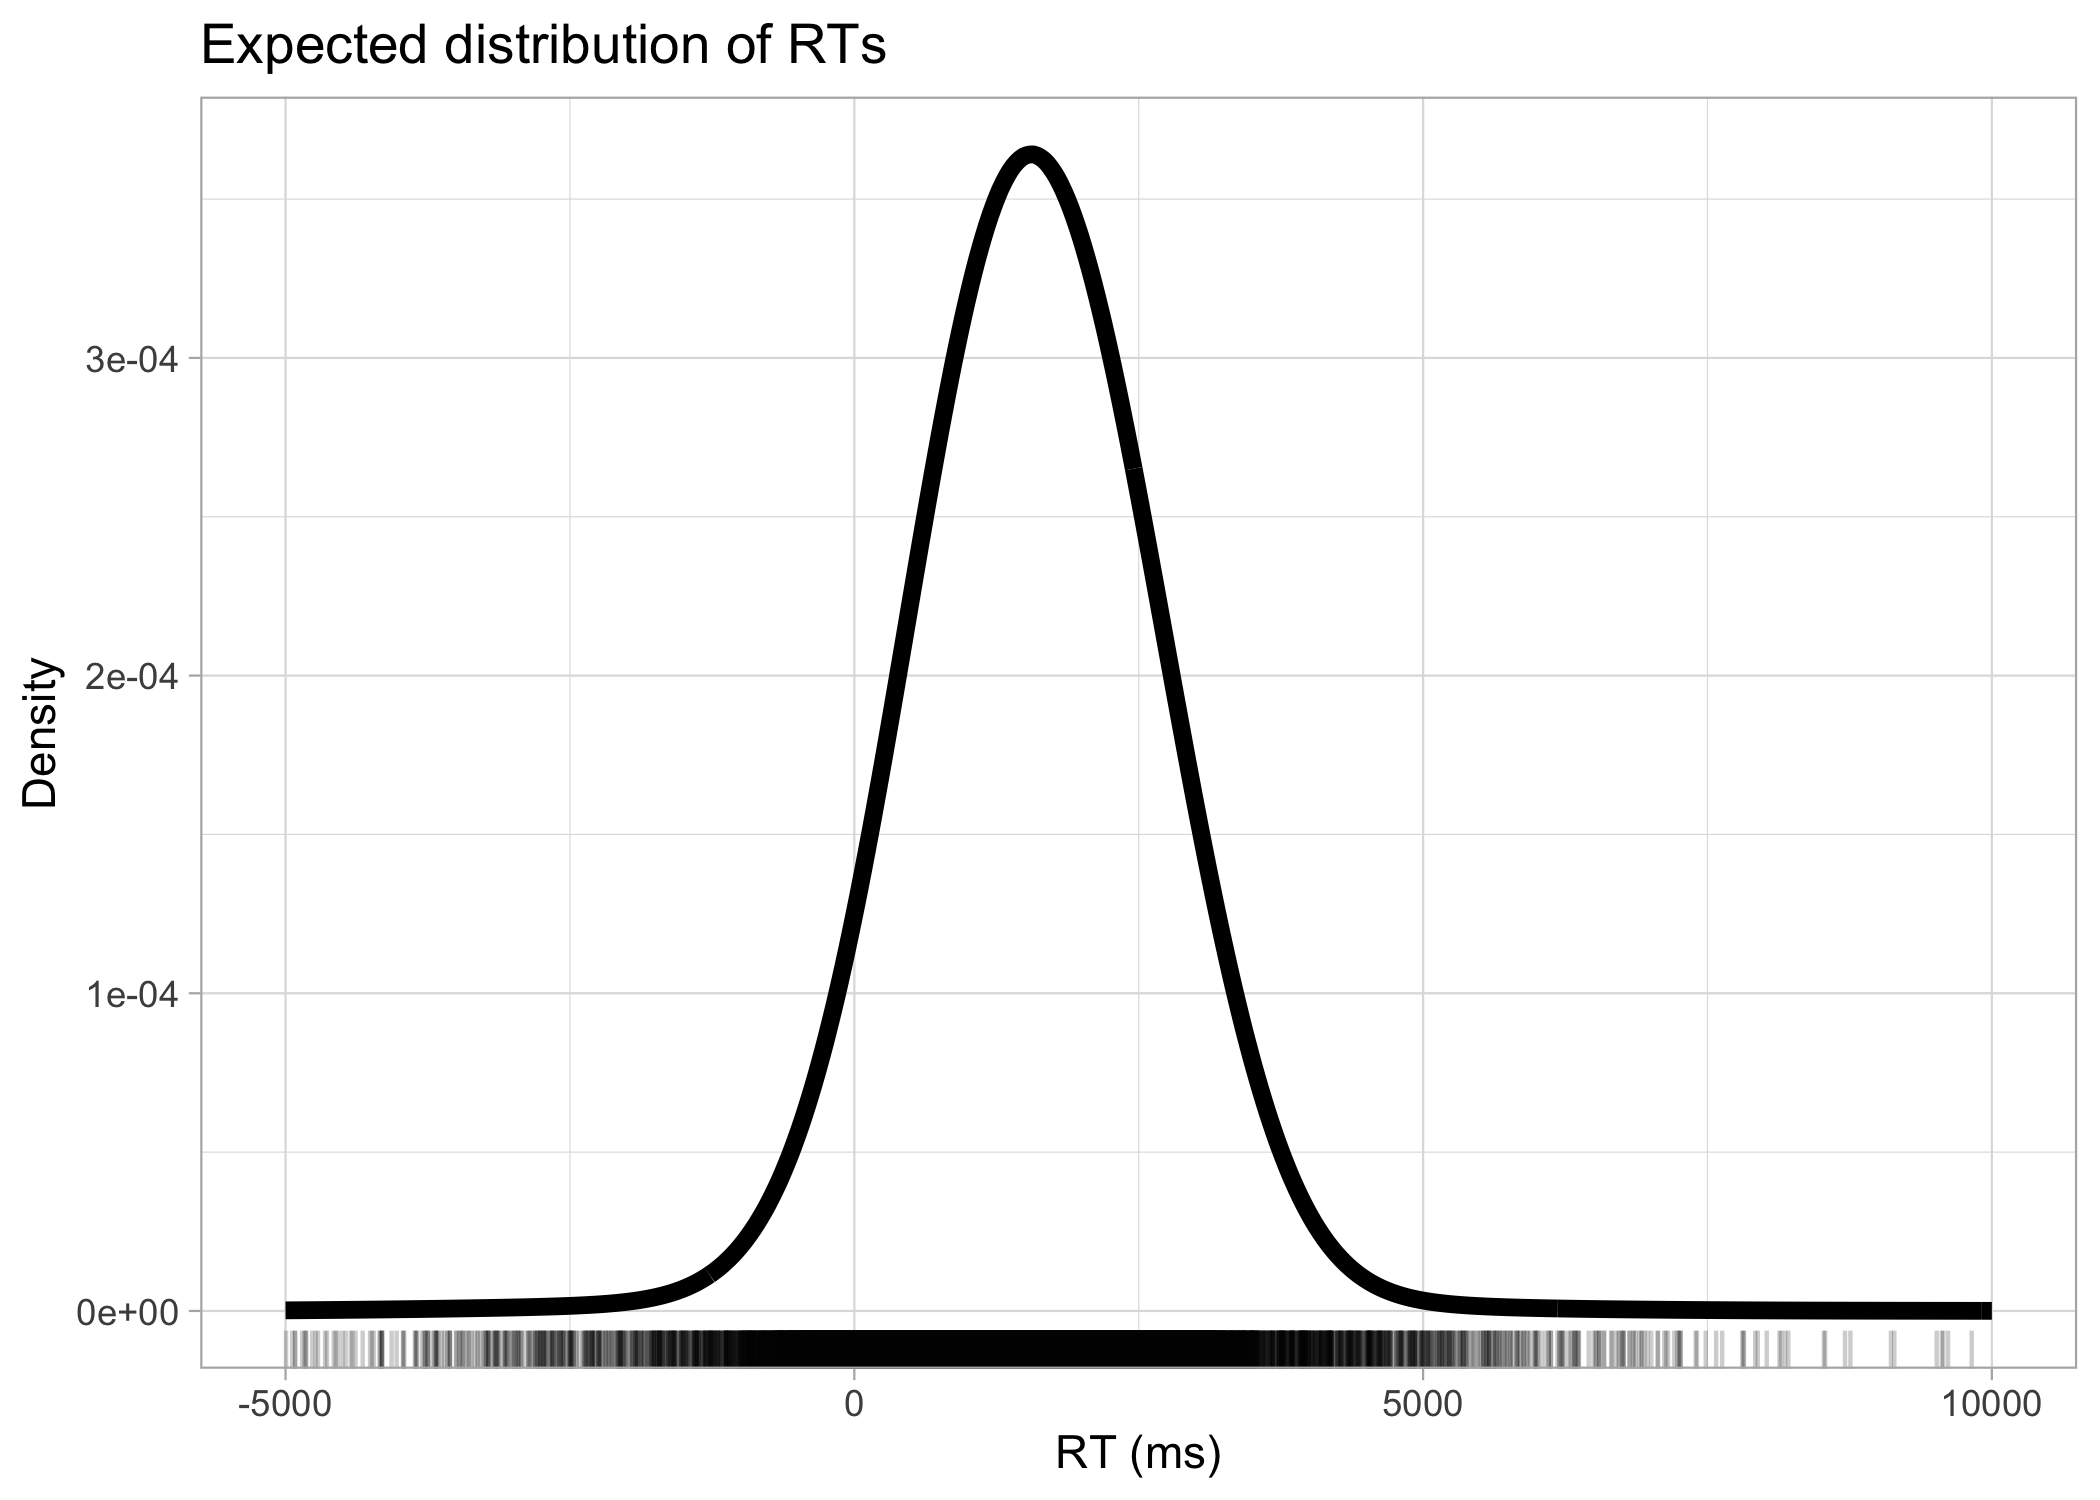 Expected distribution of RTs
Density
3e-04
2e-04
1e-04
0e+00
-5000 0 5000 10000
RT (ms)